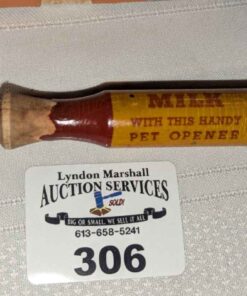 MILK
WITH THIS HANDY
PET OPENER
Lyndon Marshall
AUCTION SERVICES
SOLD!
BIG OR SMALL, WE SELL IT ALL
613-658-5241
306